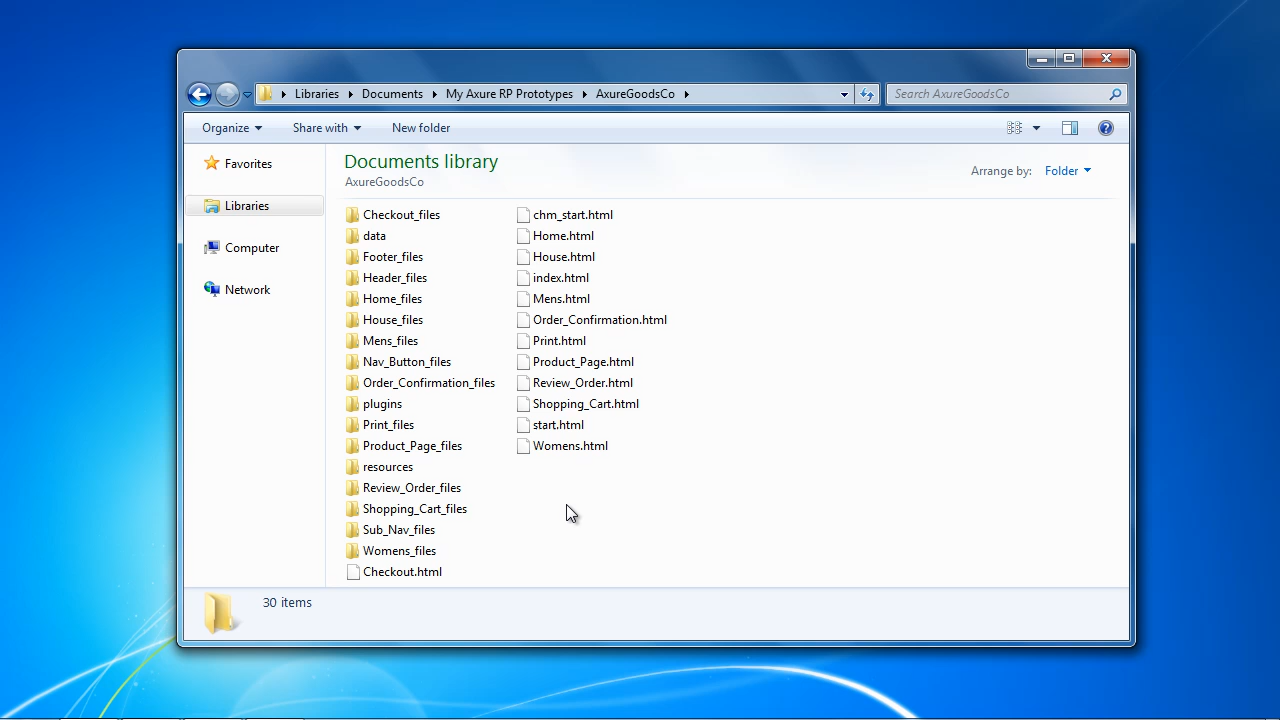 Libraries Documents My Axure RP Prototypes AxureGoodsCo
Search AxureGoodsCo
Organize Share with New folder
Favorites
Libraries
Computer
Network
Documents library
AxureGoodsCo
Arrange by: Folder
Checkout_files
data
Footer_files
Header_files
Home_files
House_files
Mens_files
Nav_Button_files
Order_Confirmation_files
plugins
Print_files
Product_Page_files
resources
Review_Order_files
Shopping_Cart_files
Sub_Nav_files
Womens_files
Checkout.html
chm_start.html
Home.html
House.html
index.html
Mens.html
Order_Confirmation.html
Print.html
Product_Page.html
Review_Order.html
Shopping_Cart.html
start.html
Womens.html
30 items